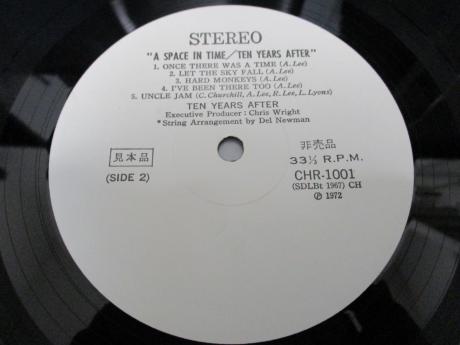 STEREO
"A SPACE IN TIME/TEN YEARS AFTER"
1. ONCE THERE WAS A TIME (A.Lee)
2. LET THE SKY FALL (A.Lee)
3. HARD MONKEYS (A.Lee)
4. I'VE BEEN THERE TOO (A.Lee)
5. UNCLE JAM (C.Churchill, A.Lee, R.Lee, L.Lyons)
TEN YEARS AFTER
Executive Producer : Chris Wright
*String Arrangement by Del Newman
見本品
(SIDE 2)
非売品
33⅓ R.P.M.
CHR-1001
(SDLBt 1967) CH
Ⓟ 1972